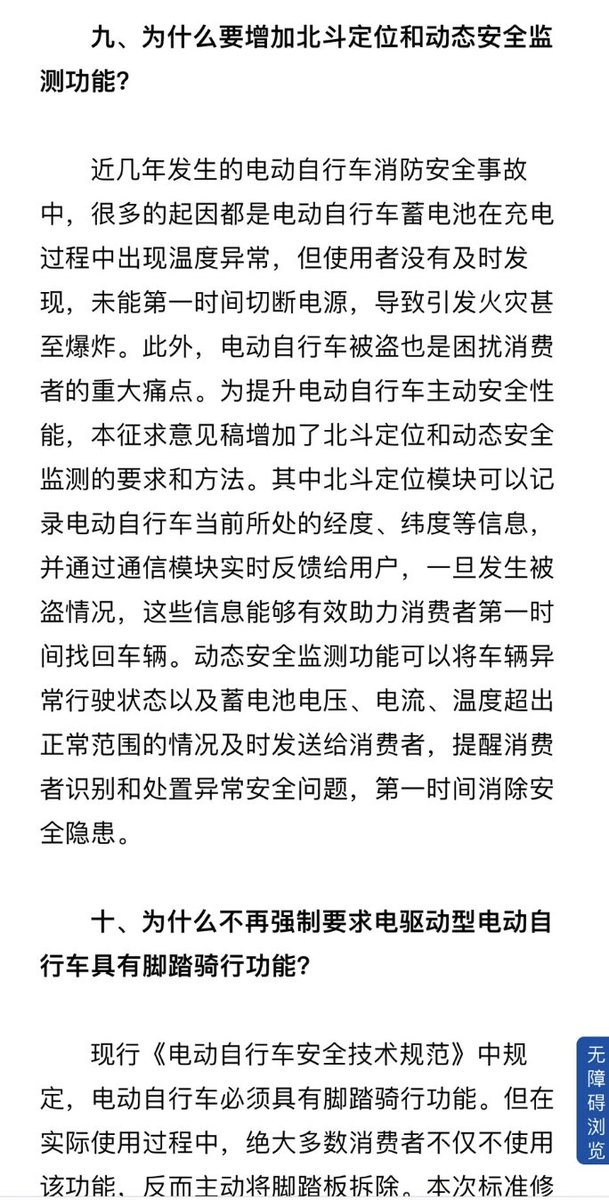 九、为什么要增加北斗定位和动态安全监
测功能？
近几年发生的电动自行车消防安全事故
中，很多的起因都是电动自行车蓄电池在充电
过程中出现温度异常，但使用者没有及时发
现，未能第一时间切断电源，导致引发火灾甚
至爆炸。此外，电动自行车被盗也是困扰消费
者的重大痛点。为提升电动自行车主动安全性
能，本征求意见稿增加了北斗定位和动态安全
监测的要求和方法。其中北斗定位模块可以记
录电动自行车当前所处的经度、纬度等信息，
并通过通信模块实时反馈给用户，一旦发生被
盗情况，这些信息能够有效助力消费者第一时
间找回车辆。动态安全监测功能可以将车辆异
常行驶状态以及蓄电池电压、电流、温度超出
正常范围的情况及时发送给消费者，提醒消费
者识别和处置异常安全问题，第一时间消除安
全隐患。
十、为什么不再强制要求电驱动型电动自
行车具有脚踏骑行功能？
现行《电动自行车安全技术规范》中规
定，电动自行车必须具有脚踏骑行功能。但在
实际使用过程中，绝大多数消费者不仅不使用
该功能，反而主动将脚踏板拆除。本次标准修
无障碍浏览